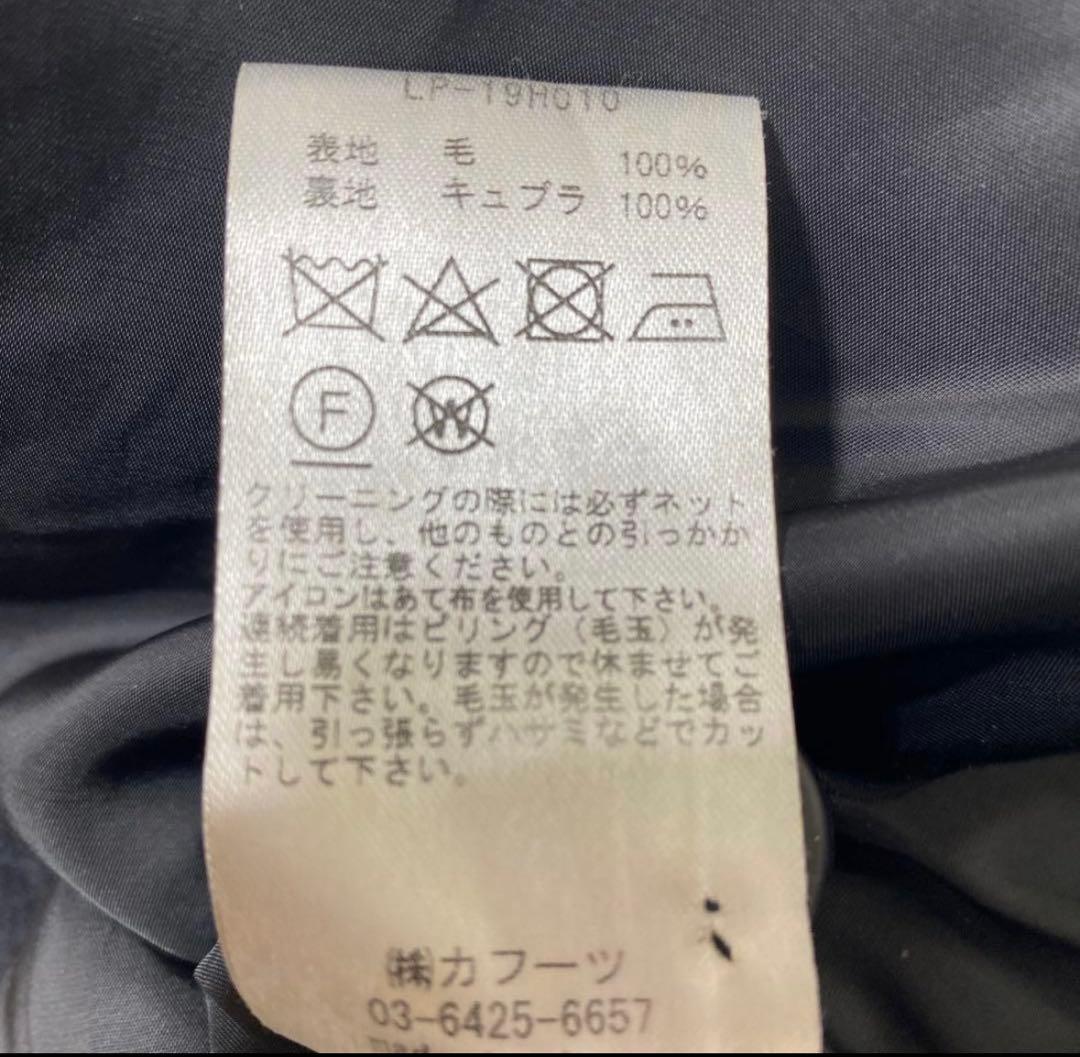 LP-19H010
表地 毛 100%
裏地 キュプラ 100%
F W
クリーニングの際には必ずネット
を使用し、他のものとの引っかか
りにご注意ください。
アイロンはあて布を使用して下さい。
連続着用はピリング（毛玉）が発
生し易くなりますので休ませてご
着用下さい。毛玉が発生した場合
は、引っ張らずハサミなどでカッ
トして下さい。
㈱カフーツ
03-6425-6657